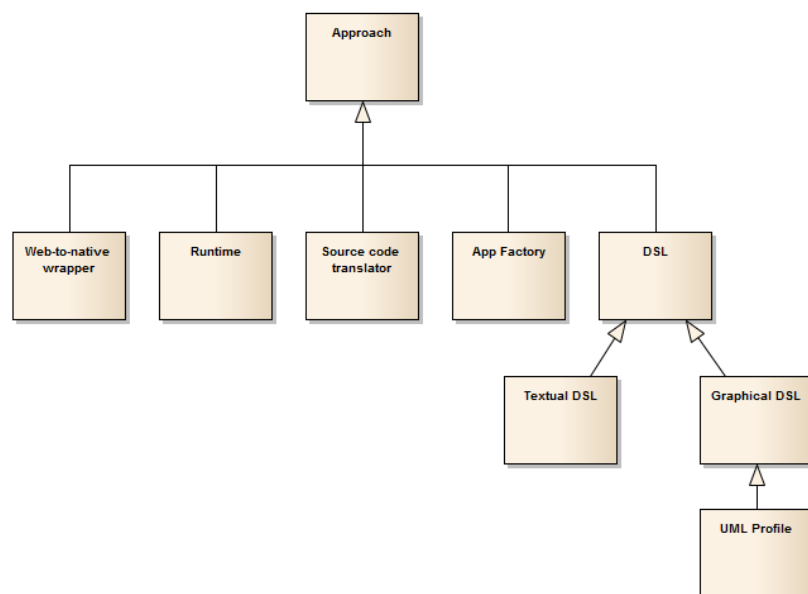 Approach
Web-to-native
wrapper
Runtime
Source code
translator
App Factory
DSL
Textual DSL
Graphical DSL
UML Profile